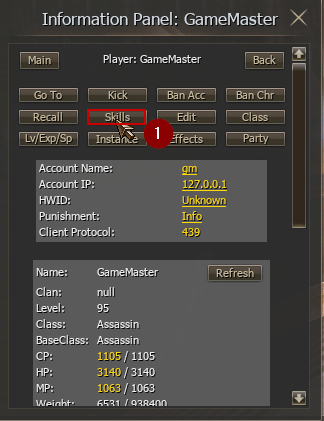 Information Panel: GameMaster
Main Player: GameMaster Back
Go To Kick Ban Acc Ban Chr
Recall Skills Edit Class
Lv/Exp/Sp Instance Effects Party
1
Account Name: gm
Account IP: 127.0.0.1
HWID: Unknown
Punishment: Info
Client Protocol: 439
Name: GameMaster Refresh
Clan: null
Level: 95
Class: Assassin
BaseClass: Assassin
CP: 1105 / 1105
HP: 3140 / 3140
MP: 1063 / 1063
Weight: 6531 / 938400